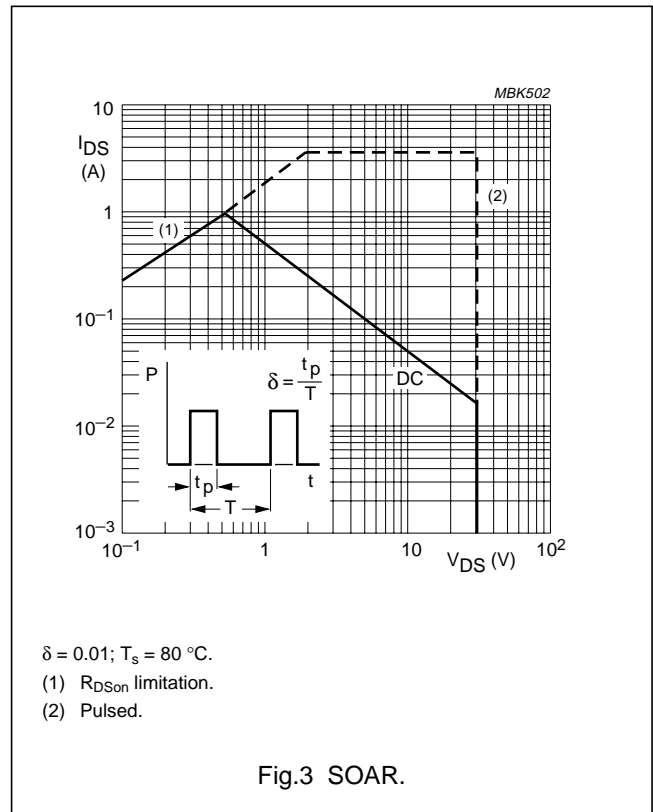 MBK502
10
I_DS
(A)
(1)
(2)
1
10^–1
P
δ = t_p / T
DC
10^–2
t_p
t
T
10^–3
10^–1
1
10
V_DS (V)
10^2
δ = 0.01; T_s = 80 °C.
(1) R_DSon limitation.
(2) Pulsed.
Fig.3 SOAR.